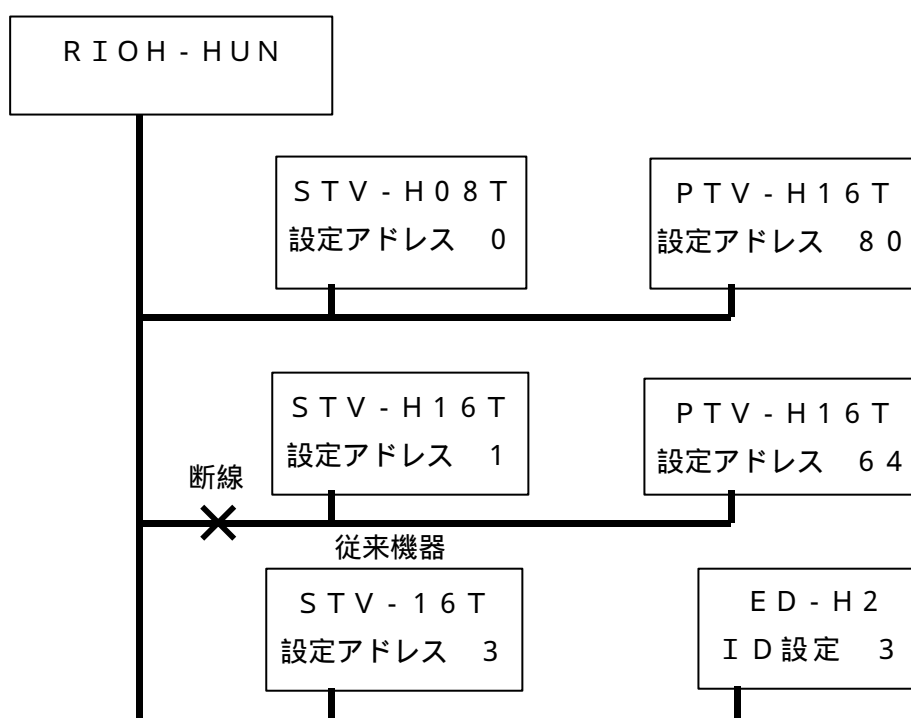 ＲＩＯＨ-ＨＵＮ
ＳＴＶ-Ｈ０８Ｔ
設定アドレス　０
ＰＴＶ-Ｈ１６Ｔ
設定アドレス　８０
ＳＴＶ-Ｈ１６Ｔ
設定アドレス　１
ＰＴＶ-Ｈ１６Ｔ
設定アドレス　６４
断線
従来機器
ＳＴＶ-１６Ｔ
設定アドレス　３
ＥＤ-Ｈ２
ＩＤ設定　３